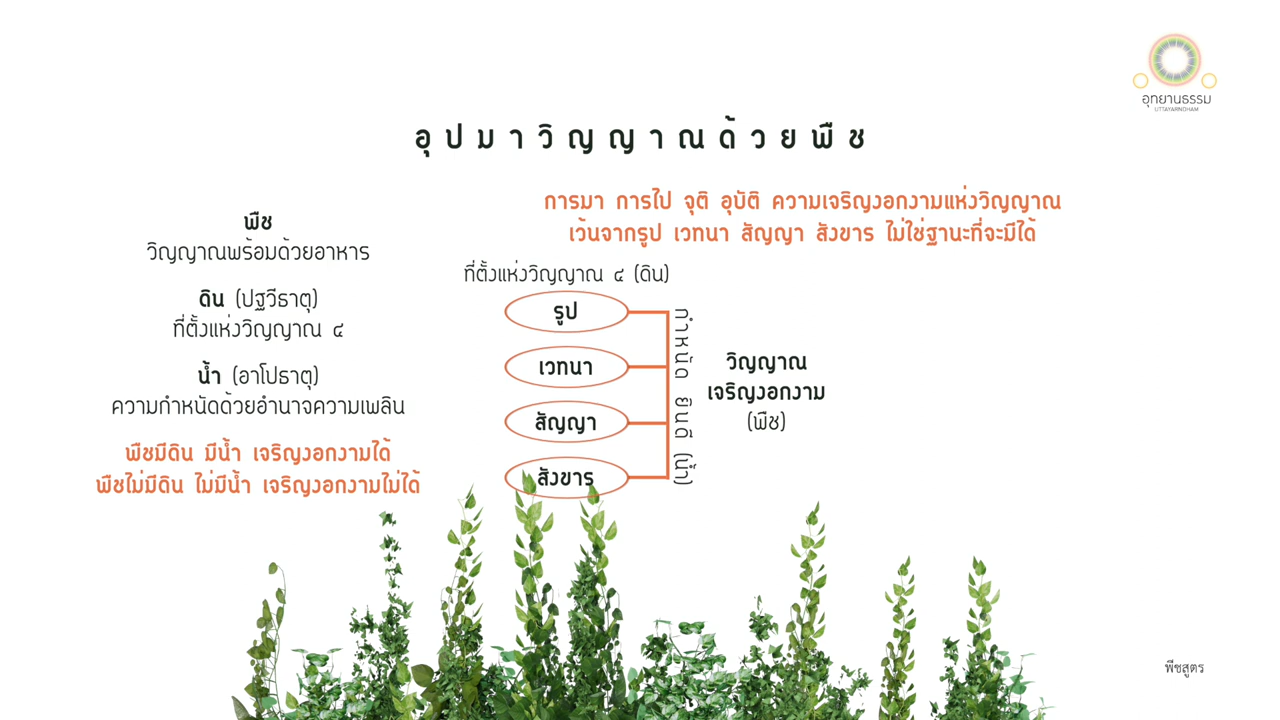 อุทยานธรรม
UTTAYARNDHAM
อุปมาวิญญาณด้วยพืช
พืช
วิญญาณพร้อมด้วยอาหาร
ดิน (ปฐวีธาตุ)
ที่ตั้งแห่งวิญญาณ ๔
น้ำ (อาโปธาตุ)
ความกำหนัดด้วยอำนาจความเพลิน
พืชมีดิน มีน้ำ เจริญงอกงามได้
พืชไม่มีดิน ไม่มีน้ำ เจริญงอกงามไม่ได้
การมา การไป จุติ อุบัติ ความเจริญงอกงามแห่งวิญญาณ
เว้นจากรูป เวทนา สัญญา สังขาร ไม่ใช่ฐานะที่จะมีได้
ที่ตั้งแห่งวิญญาณ ๔ (ดิน)
รูป
เวทนา
สัญญา
สังขาร
กำหนัด ยินดี (น้ำ)
วิญญาณ
เจริญงอกงาม
(พืช)
พืชสูตร